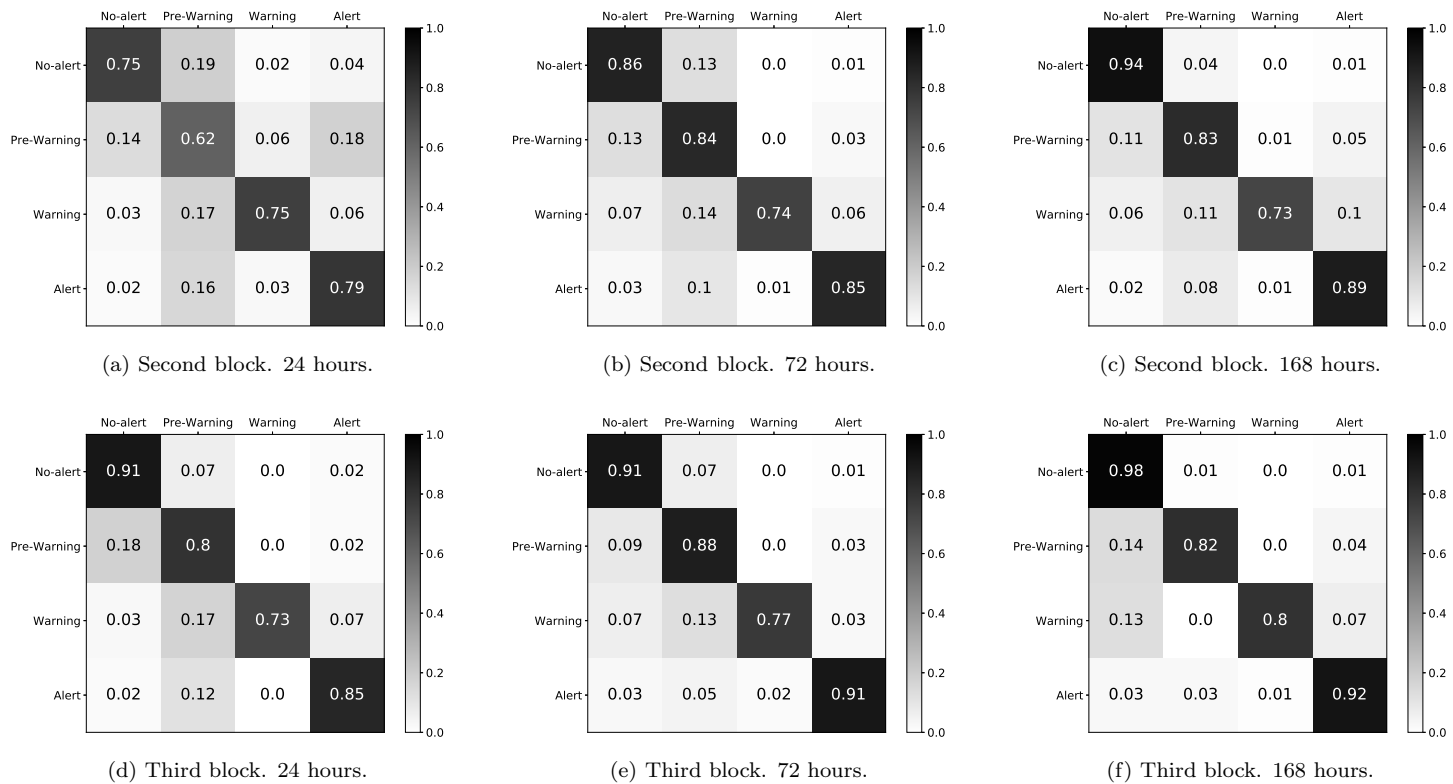 No-alert Pre-Warning Warning Alert
No-alert 0.75 0.19 0.02 0.04
Pre-Warning 0.14 0.62 0.06 0.18
Warning 0.03 0.17 0.75 0.06
Alert 0.02 0.16 0.03 0.79
1.0
0.8
0.6
0.4
0.2
0.0
(a) Second block. 24 hours.
No-alert Pre-Warning Warning Alert
No-alert 0.86 0.13 0.0 0.01
Pre-Warning 0.13 0.84 0.0 0.03
Warning 0.07 0.14 0.74 0.06
Alert 0.03 0.1 0.01 0.85
1.0
0.8
0.6
0.4
0.2
0.0
(b) Second block. 72 hours.
No-alert Pre-Warning Warning Alert
No-alert 0.94 0.04 0.0 0.01
Pre-Warning 0.11 0.83 0.01 0.05
Warning 0.06 0.11 0.73 0.1
Alert 0.02 0.08 0.01 0.89
1.0
0.8
0.6
0.4
0.2
0.0
(c) Second block. 168 hours.
No-alert Pre-Warning Warning Alert
No-alert 0.91 0.07 0.0 0.02
Pre-Warning 0.18 0.8 0.0 0.02
Warning 0.03 0.17 0.73 0.07
Alert 0.02 0.12 0.0 0.85
1.0
0.8
0.6
0.4
0.2
0.0
(d) Third block. 24 hours.
No-alert Pre-Warning Warning Alert
No-alert 0.91 0.07 0.0 0.01
Pre-Warning 0.09 0.88 0.0 0.03
Warning 0.07 0.13 0.77 0.03
Alert 0.03 0.05 0.02 0.91
1.0
0.8
0.6
0.4
0.2
0.0
(e) Third block. 72 hours.
No-alert Pre-Warning Warning Alert
No-alert 0.98 0.01 0.0 0.01
Pre-Warning 0.14 0.82 0.0 0.04
Warning 0.13 0.0 0.8 0.07
Alert 0.03 0.03 0.01 0.92
1.0
0.8
0.6
0.4
0.2
0.0
(f) Third block. 168 hours.